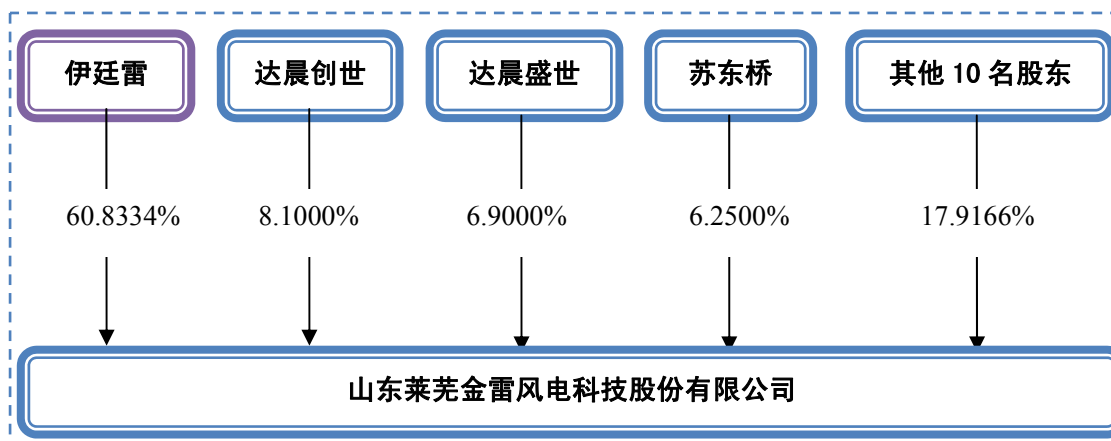 伊廷雷 达晨创世 达晨盛世 苏东桥 其他 10 名股东
60.8334% 8.1000% 6.9000% 6.2500% 17.9166%
山东莱芜金雷风电科技股份有限公司